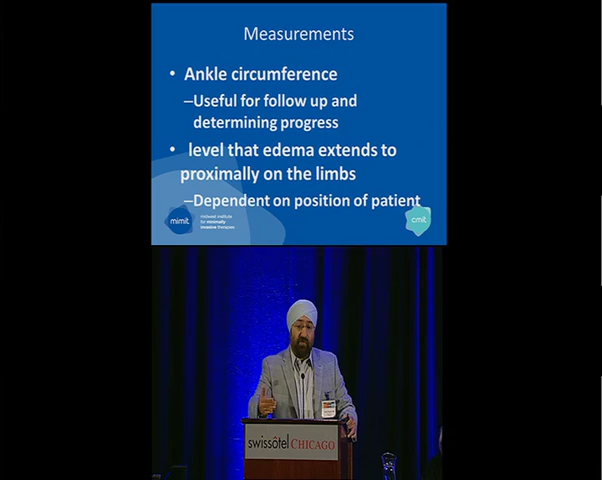 Measurements
• Ankle circumference
–Useful for follow up and
determining progress
• level that edema extends to
proximally on the limbs
–Dependent on position of patient
mimit
midwest institute
for minimally
invasive therapies
cmit
swissôtel CHICAGO